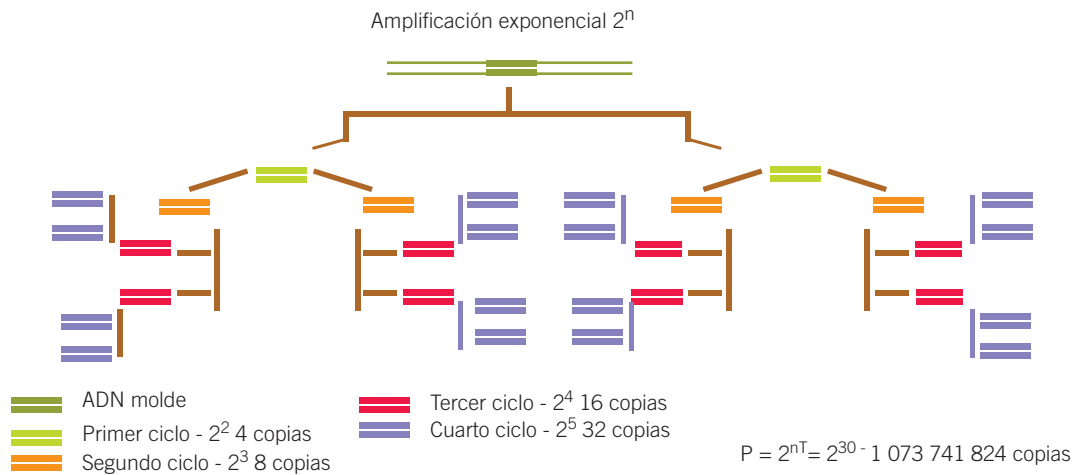 Amplificación exponencial 2ⁿ
ADN molde
Primer ciclo - 2² 4 copias
Segundo ciclo - 2³ 8 copias
Tercer ciclo - 2⁴ 16 copias
Cuarto ciclo - 2⁵ 32 copias
P = 2ⁿᵀ= 2³⁰ ⁻ 1 073 741 824 copias